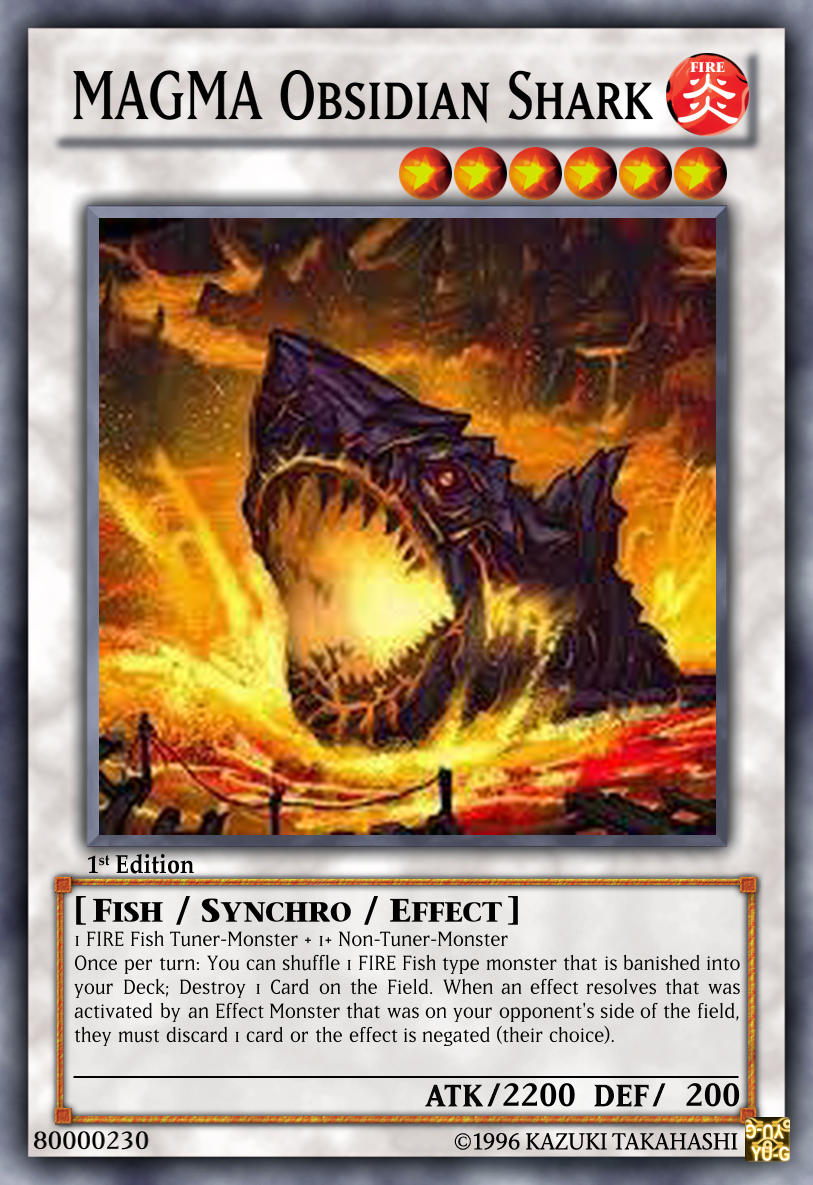 MAGMA OBSIDIAN SHARK
FIRE
炎
1st Edition
[ FISH / SYNCHRO / EFFECT ]
1 FIRE Fish Tuner-Monster + 1+ Non-Tuner-Monster
Once per turn: You can shuffle 1 FIRE Fish type monster that is banished into
your Deck; Destroy 1 Card on the Field. When an effect resolves that was
activated by an Effect Monster that was on your opponent's side of the field,
they must discard 1 card or the effect is negated (their choice).
ATK/2200 DEF/ 200
80000230
©1996 KAZUKI TAKAHASHI
YU-G